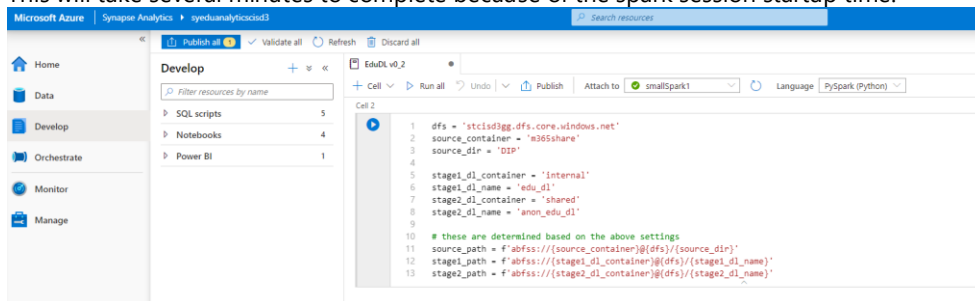 This will take several minutes to complete because of the spark session startup time.
Microsoft Azure Synapse Analytics syeduanalyticscisd3 Search resources
Publish all 1 Validate all Refresh Discard all
Home
Data
Develop
Orchestrate
Monitor
Manage
Develop
Filter resources by name
SQL scripts 5
Notebooks 4
Power BI 1
EduDL v0_2
Cell Run all Undo Publish Attach to smallSpark1 Language PySpark (Python)
Cell 2
1 dfs = 'stcisd3gg.dfs.core.windows.net'
2 source_container = 'm365share'
3 source_dir = 'DIP'
4
5 stage1_dl_container = 'internal'
6 stage1_dl_name = 'edu_dl'
7 stage2_dl_container = 'shared'
8 stage2_dl_name = 'anon_edu_dl'
9
10 # these are determined based on the above settings
11 source_path = f'abfss://{source_container}@{dfs}/{source_dir}'
12 stage1_path = f'abfss://{stage1_dl_container}@{dfs}/{stage1_dl_name}'
13 stage2_path = f'abfss://{stage2_dl_container}@{dfs}/{stage2_dl_name}'